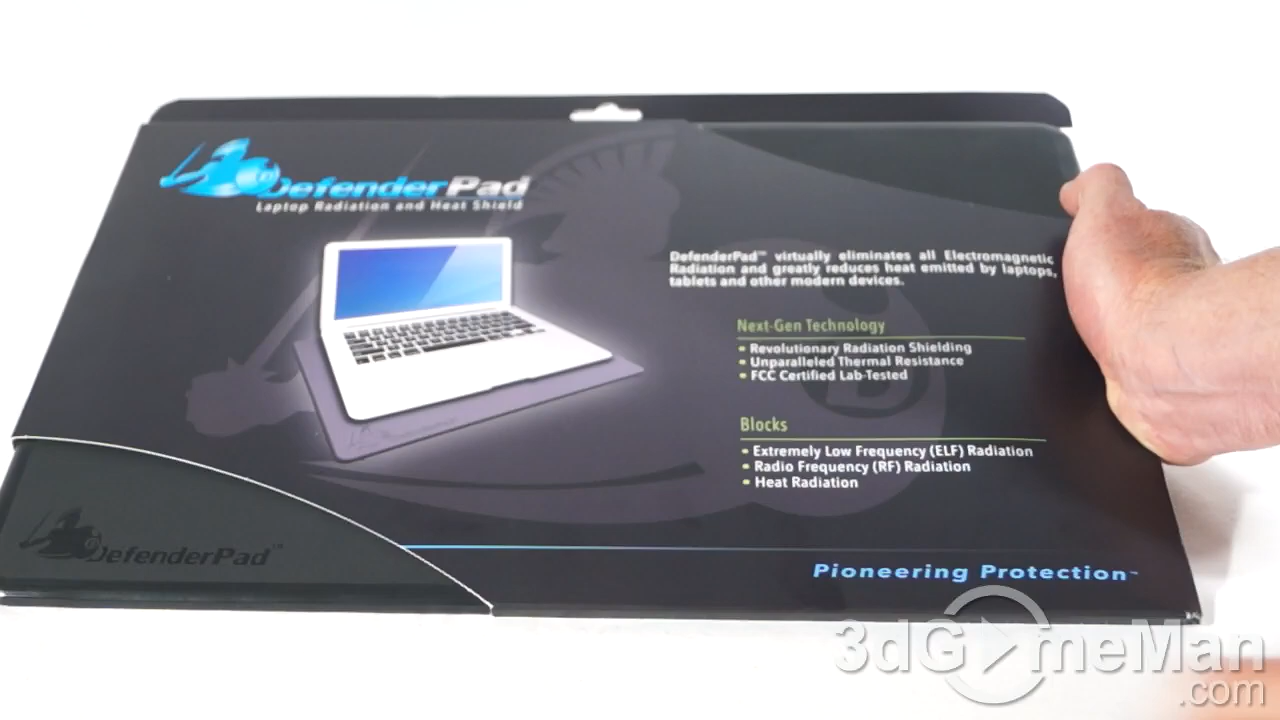 DefenderPad
Laptop Radiation and Heat Shield
DefenderPad™ virtually eliminates all Electromagnetic
Radiation and greatly reduces heat emitted by laptops,
tablets and other modern devices.
Next-Gen Technology
• Revolutionary Radiation Shielding
• Unparalleled Thermal Resistance
• FCC Certified Lab-Tested
Blocks
• Extremely Low Frequency (ELF) Radiation
• Radio Frequency (RF) Radiation
• Heat Radiation
DefenderPad™
Pioneering Protection™
3dGameMan
.com